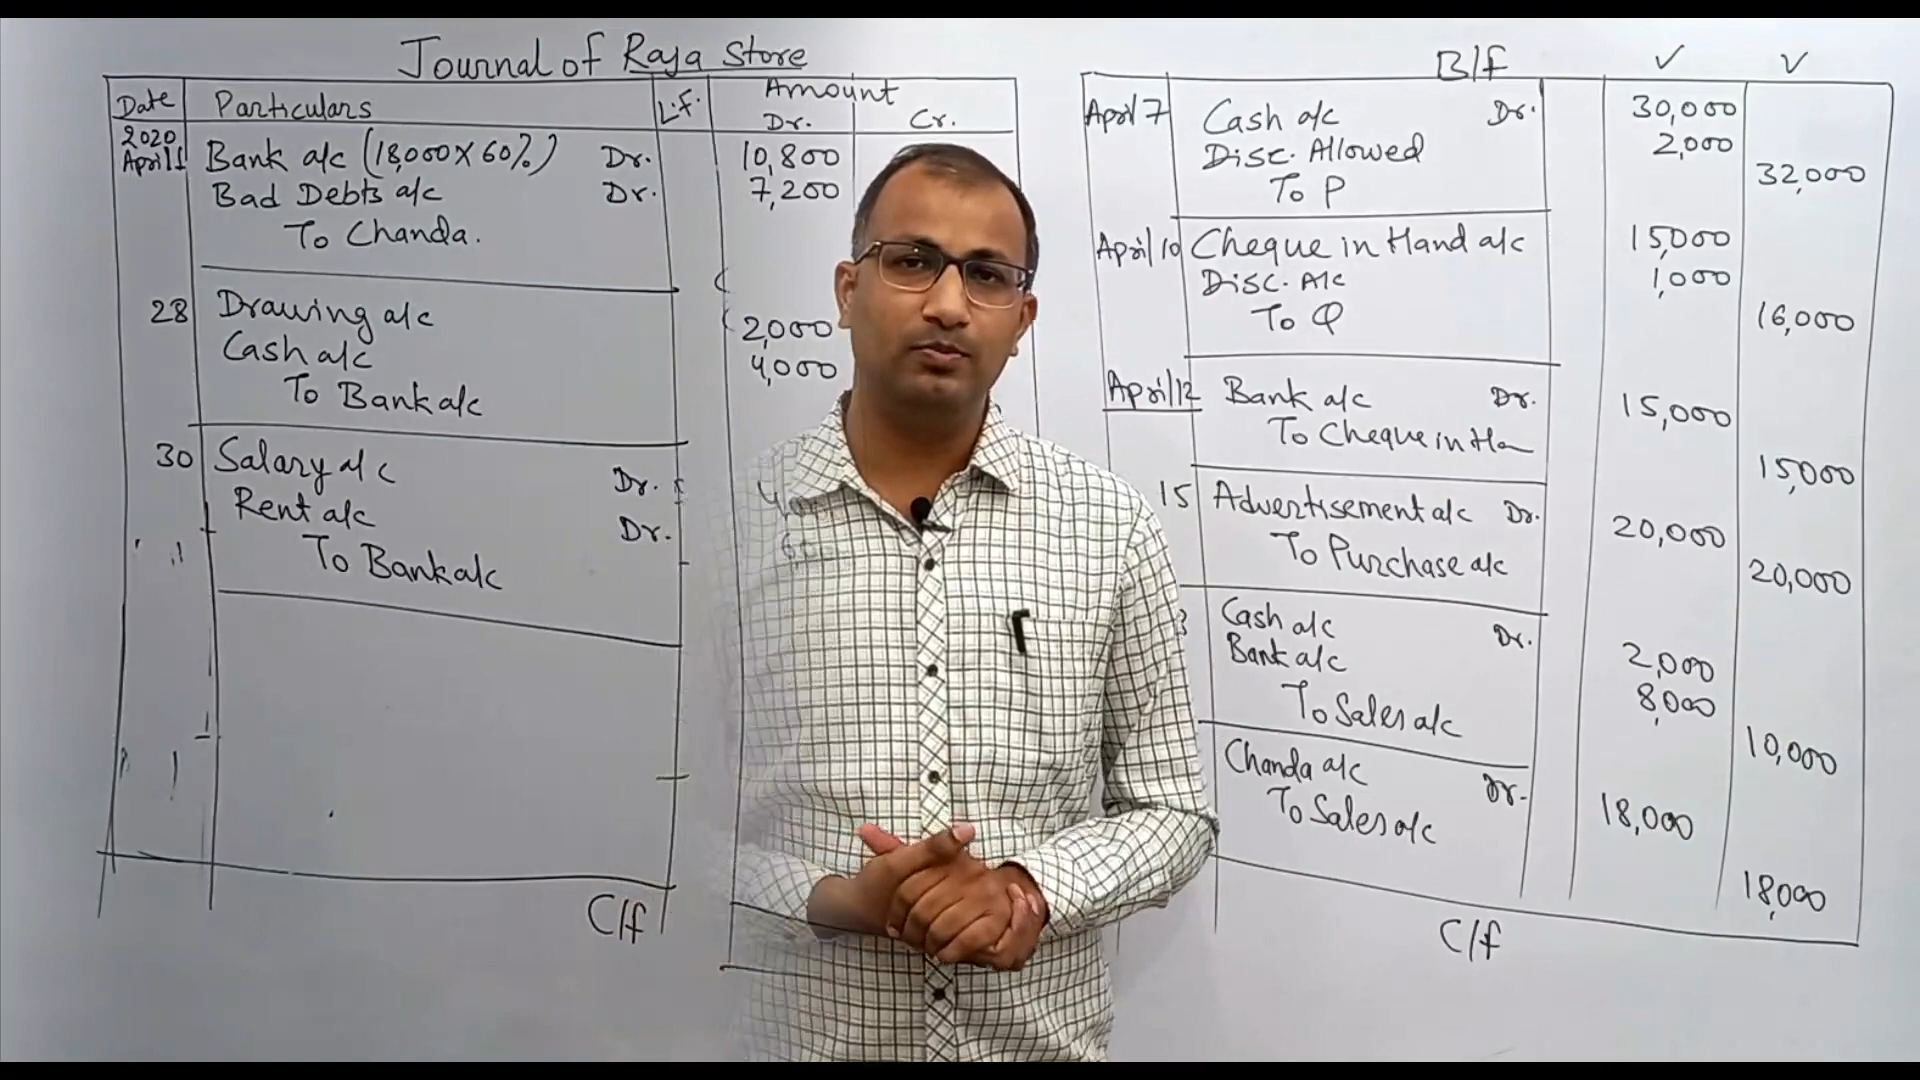 Journal of Raja Store
Date Particulars L.F. Amount
Dr. Cr.
2020
April 1 Bank a/c (18,000 X 60%) Dr. 10,800
Bad Debts a/c Dr. 7,200
To Chanda.
28 Drawing a/c 2,000
Cash a/c 4,000
To Bank a/c
30 Salary a/c Dr.
Rent a/c Dr.
To Bank a/c
C/f
B/f
April 7 Cash a/c Dr. 30,000
Disc. Allowed 2,000
To P 32,000
April 10 Cheque in Hand a/c 15,000
Disc. A/c 1,000
To Q 16,000
April 12 Bank a/c Dr. 15,000
To Cheque in Ha 15,000
15 Advertisement a/c Dr. 20,000
To Purchase a/c 20,000
Cash a/c Dr. 2,000
Bank a/c 8,000
To Sales a/c 10,000
Chanda a/c Dr. 18,000
To Sales a/c 18,000
C/f